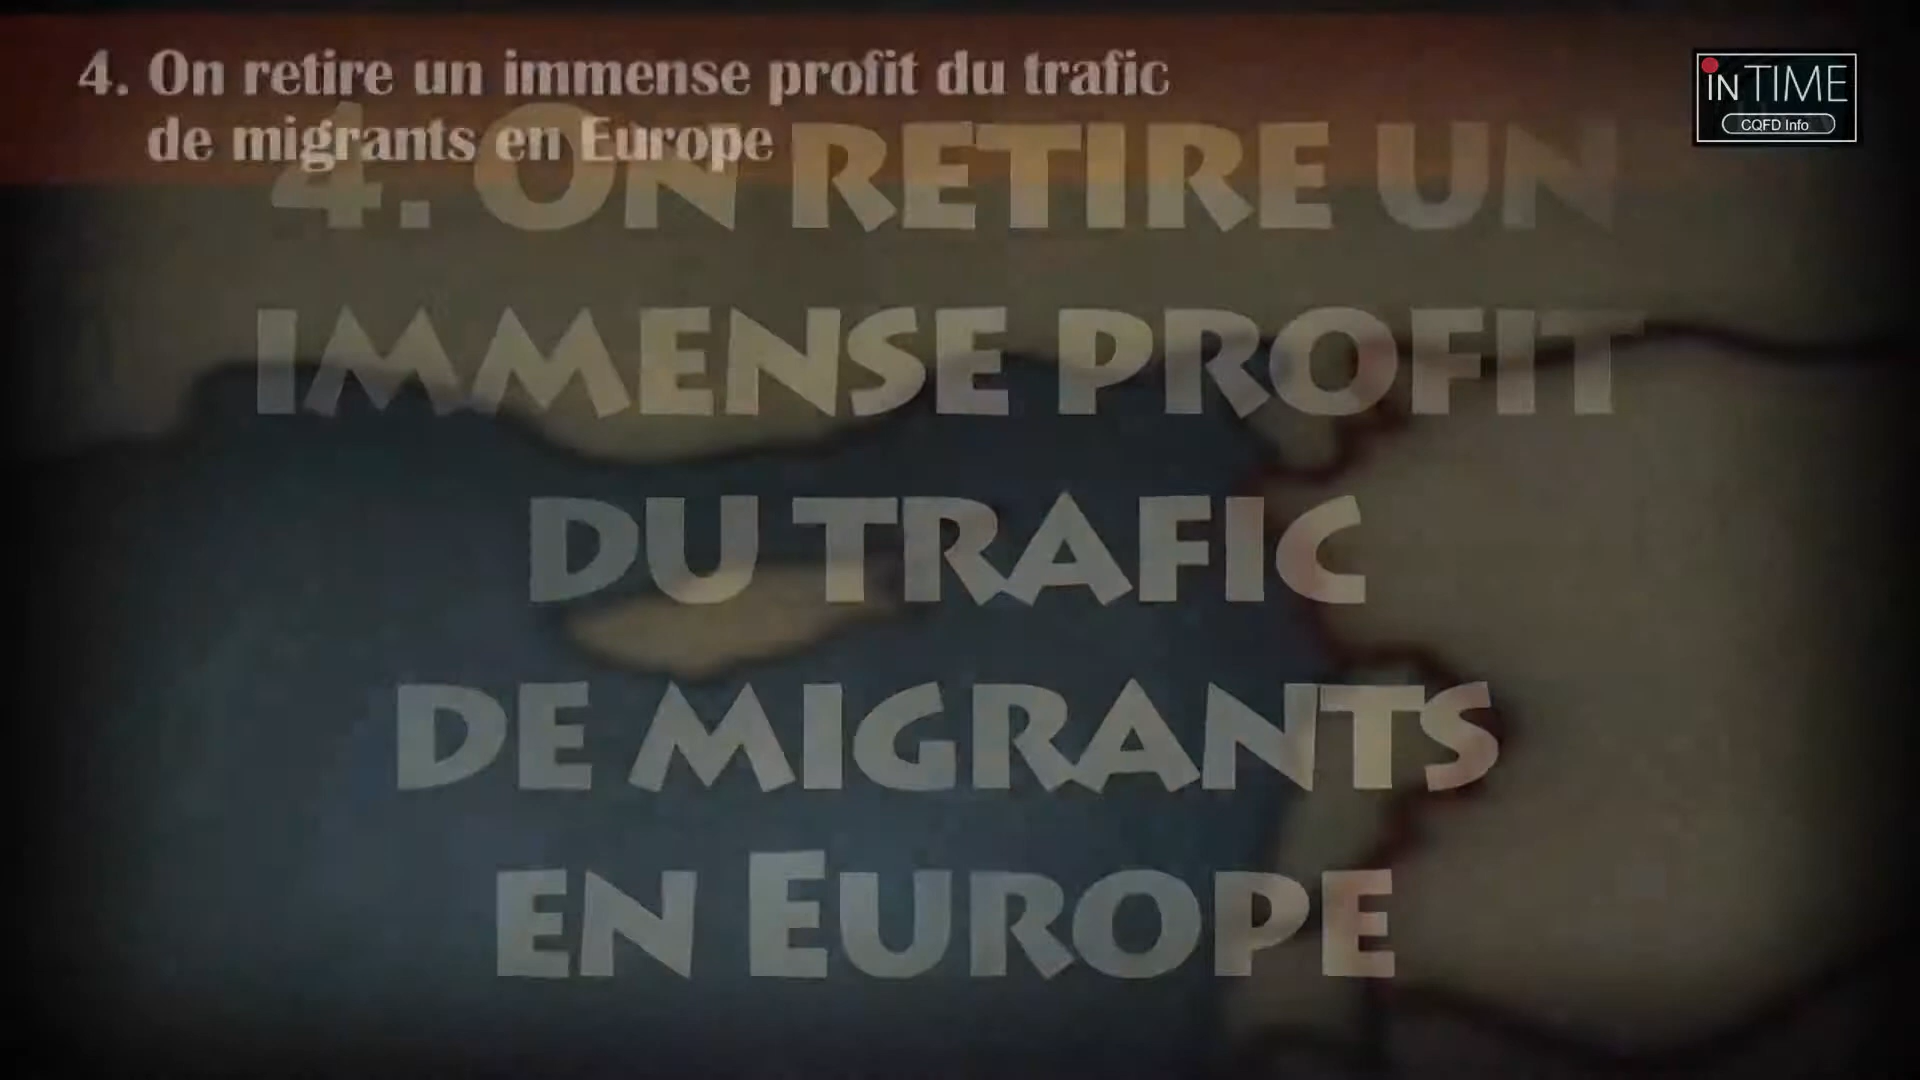 4. On retire un immense profit du trafic
de migrants en Europe
iN TIME
CQFD Info
4. ON RETIRE UN
IMMENSE PROFIT
DU TRAFIC
DE MIGRANTS
EN EUROPE